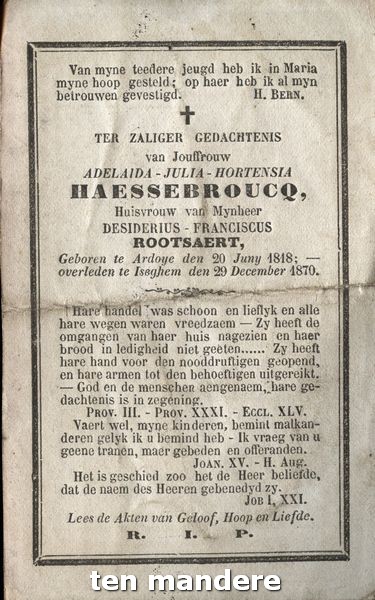 Van myne teedere jeugd heb ik in Maria
myne hoop gesteld; op haer heb ik al myn
betrouwen gevestigd. H. BERN.
TER ZALIGER GEDACHTENIS
van Jouffrouw
ADELAIDA - JULIA - HORTENSIA
HAESSEBROUCQ,
Huisvrouw van Mynheer
DESIDERIUS - FRANCISCUS
ROOTSAERT,
Geboren te Ardoye den 20 Juny 1818; —
overleden te Iseghem den 29 December 1870.
Hare handel was schoon en lieflyk en alle
hare wegen waren vreedzaem — Zy heeft de
omgangen van haer huis nagezien en haer
brood in ledigheid niet geeten...... Zy heeft
hare hand voor den nooddruftigen geopend,
en hare armen tot den behoeftigen uitgereikt.
— God en de menschen aengenaem, hare ge-
dachtenis is in zegening.
PROV. III. - PROV. XXXI. - ECCL. XLV.
Vaert wel, myne kinderen, bemint malkan-
deren gelyk ik u bemind heb - Ik vraeg van u
geene tranen, maer gebeden en offeranden.
JOAN. XV. - H. Aug.
Het is geschied zoo het de Heer beliefde,
dat de naem des Heeren gebenedyd zy.
JOB I, XXI.
Lees de Akten van Geloof, Hoop en Liefde.
R. I. P.
ten mandere